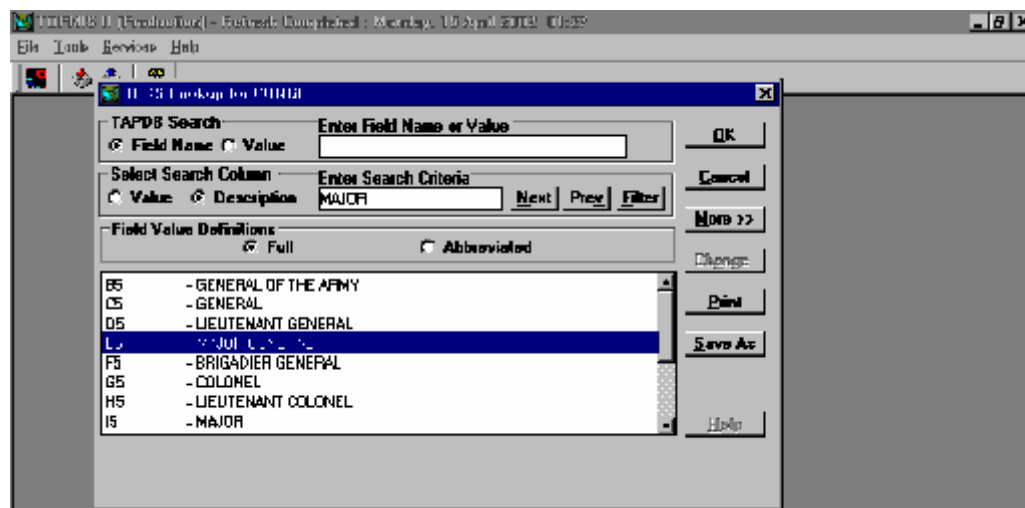 File Tools Services Help
TAPDB Search
Enter Field Name or Value
Field Name Value
OK
Select Search Column
Enter Search Criteria
Value Description
MAJOR
Next Prev Filter
Cancel
More >>
Field Value Definitions
Full Abbreviated
Change
B5 - GENERAL OF THE ARMY
C5 - GENERAL
Print
D5 - LIEUTENANT GENERAL
Save As
F5 - BRIGADIER GENERAL
G5 - COLONEL
H5 - LIEUTENANT COLONEL
I5 - MAJOR
Help